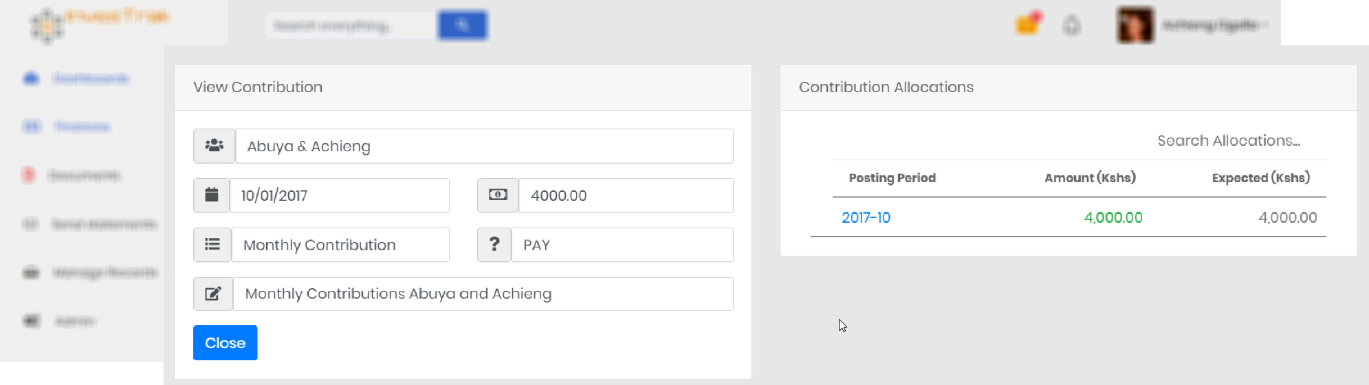 InvesTrak
Search everything...
Dashboards
Finances
Documents
Send statements
Manage Records
Admin
View Contribution
Abuya & Achieng
10/01/2017
4000.00
Monthly Contribution
PAY
Monthly Contributions Abuya and Achieng
Close
Contribution Allocations
Search Allocations...
Posting Period Amount (Kshs) Expected (Kshs)
2017-10 4,000.00 4,000.00